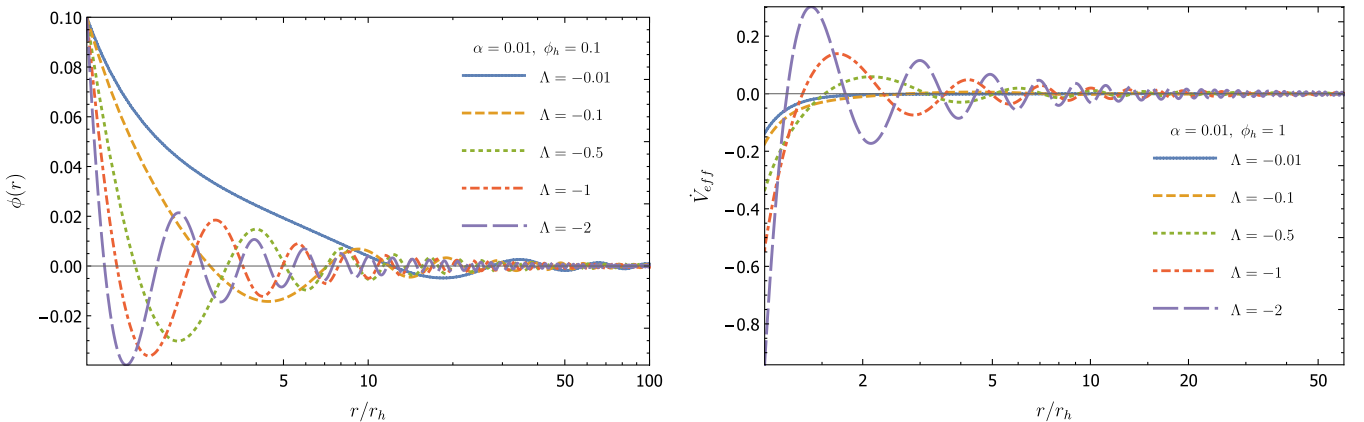 0.10
0.08
0.06
0.04
0.02
0.00
−0.02
ϕ(r)
α = 0.01, ϕ_h = 0.1
Λ = −0.01
Λ = −0.1
Λ = −0.5
Λ = −1
Λ = −2
5 10 50 100
r/r_h
0.2
0.0
−0.2
−0.4
−0.6
−0.8
V̇_eff
α = 0.01, ϕ_h = 1
Λ = −0.01
Λ = −0.1
Λ = −0.5
Λ = −1
Λ = −2
2 5 10 20 50
r/r_h